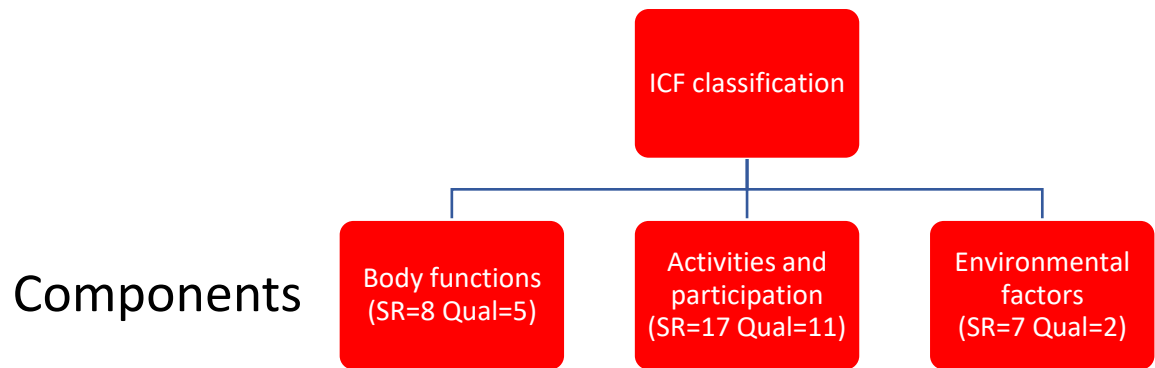 ICF classification
Components
Body functions
(SR=8 Qual=5)
Activities and
participation
(SR=17 Qual=11)
Environmental
factors
(SR=7 Qual=2)